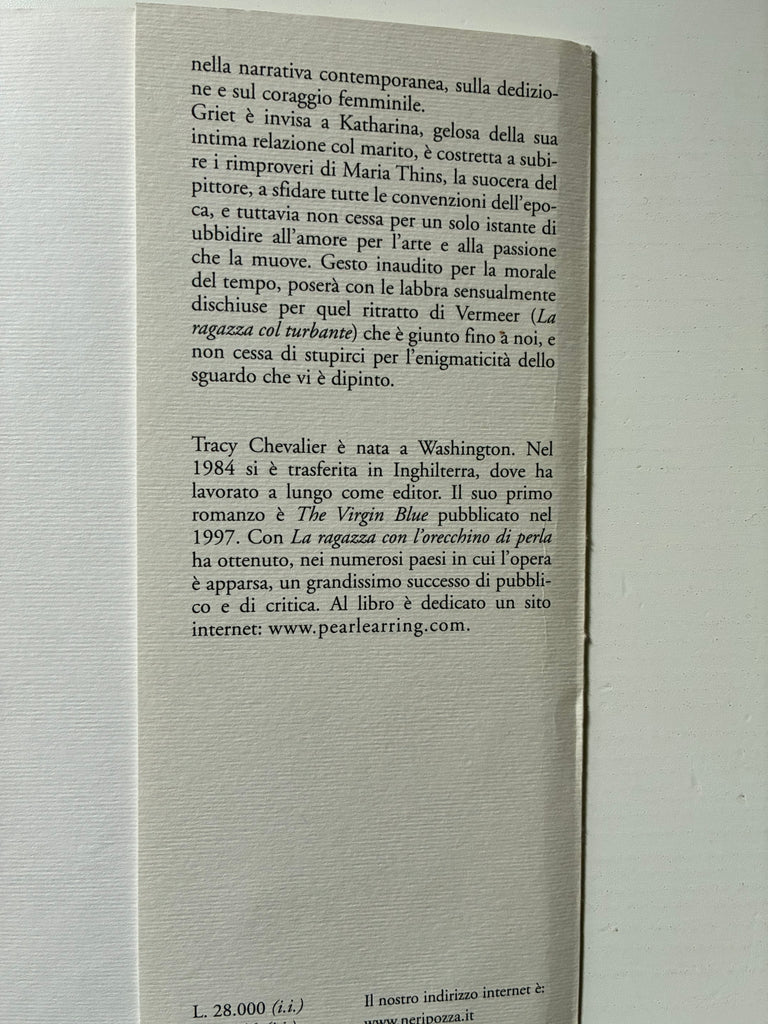 nella narrativa contemporanea, sulla dedizio-
ne e sul coraggio femminile.
Griet è invisa a Katharina, gelosa della sua
intima relazione col marito, è costretta a subi-
re i rimproveri di Maria Thins, la suocera del
pittore, a sfidare tutte le convenzioni dell'epo-
ca, e tuttavia non cessa per un solo istante di
ubbidire all'amore per l'arte e alla passione
che la muove. Gesto inaudito per la morale
del tempo, poserà con le labbra sensualmente
dischiuse per quel ritratto di Vermeer (La
ragazza col turbante) che è giunto fino a noi, e
non cessa di stupirci per l'enigmaticità dello
sguardo che vi è dipinto.
Tracy Chevalier è nata a Washington. Nel
1984 si è trasferita in Inghilterra, dove ha
lavorato a lungo come editor. Il suo primo
romanzo è The Virgin Blue pubblicato nel
1997. Con La ragazza con l'orecchino di perla
ha ottenuto, nei numerosi paesi in cui l'opera
è apparsa, un grandissimo successo di pubbli-
co e di critica. Al libro è dedicato un sito
internet: www.pearlearring.com.
L. 28.000 (i.i.)
(i.i.)
Il nostro indirizzo internet è:
www.neripozza.it